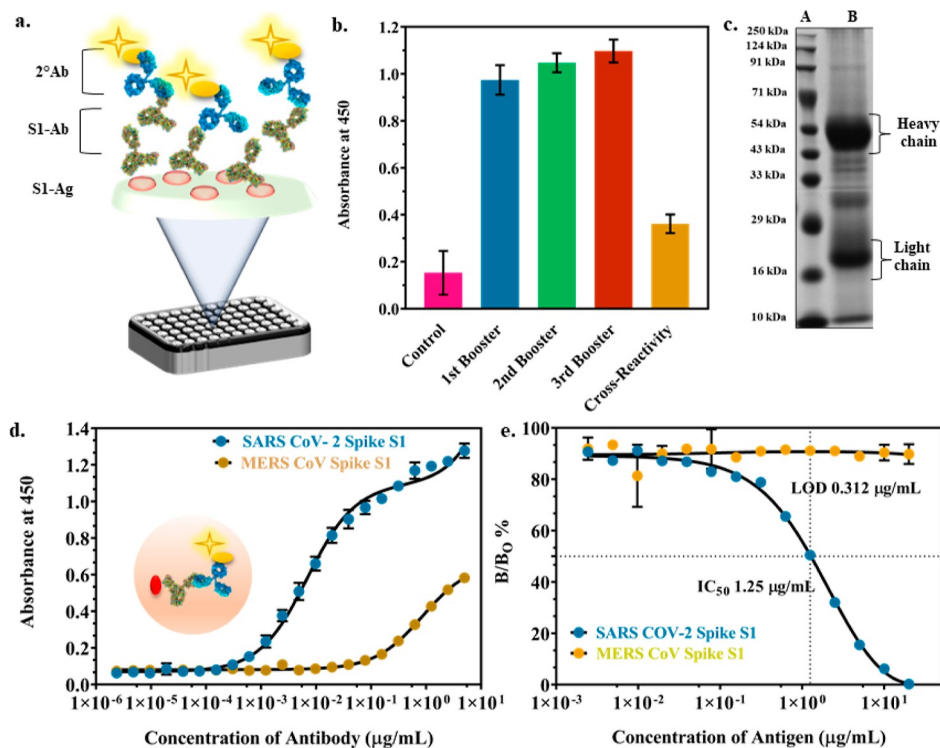 a.
2°Ab
S1-Ab
S1-Ag
b.
Absorbance at 450
1.2
1.0
0.8
0.6
0.4
0.2
0.0
Control
1st Booster
2nd Booster
3rd Booster
Cross-Reactivity
c.
A B
250 kDa
124 kDa
91 kDa
71 kDa
54 kDa
43 kDa
33 kDa
29 kDa
16 kDa
10 kDa
Heavy
chain
Light
chain
d.
Absorbance at 450
1.4
1.2
1.0
0.8
0.6
0.4
0.2
0.0
SARS CoV- 2 Spike S1
MERS CoV Spike S1
1×10⁻⁶ 1×10⁻⁵ 1×10⁻⁴ 1×10⁻³ 1×10⁻² 1×10⁻¹ 1×10⁰ 1×10¹
Concentration of Antibody (µg/mL)
e.
B/BO %
100
80
60
40
20
0
LOD 0.312 µg/mL
IC50 1.25 µg/mL
SARS COV-2 Spike S1
MERS CoV Spike S1
1×10⁻³ 1×10⁻² 1×10⁻¹ 1×10⁰ 1×10¹
Concentration of Antigen (µg/mL)